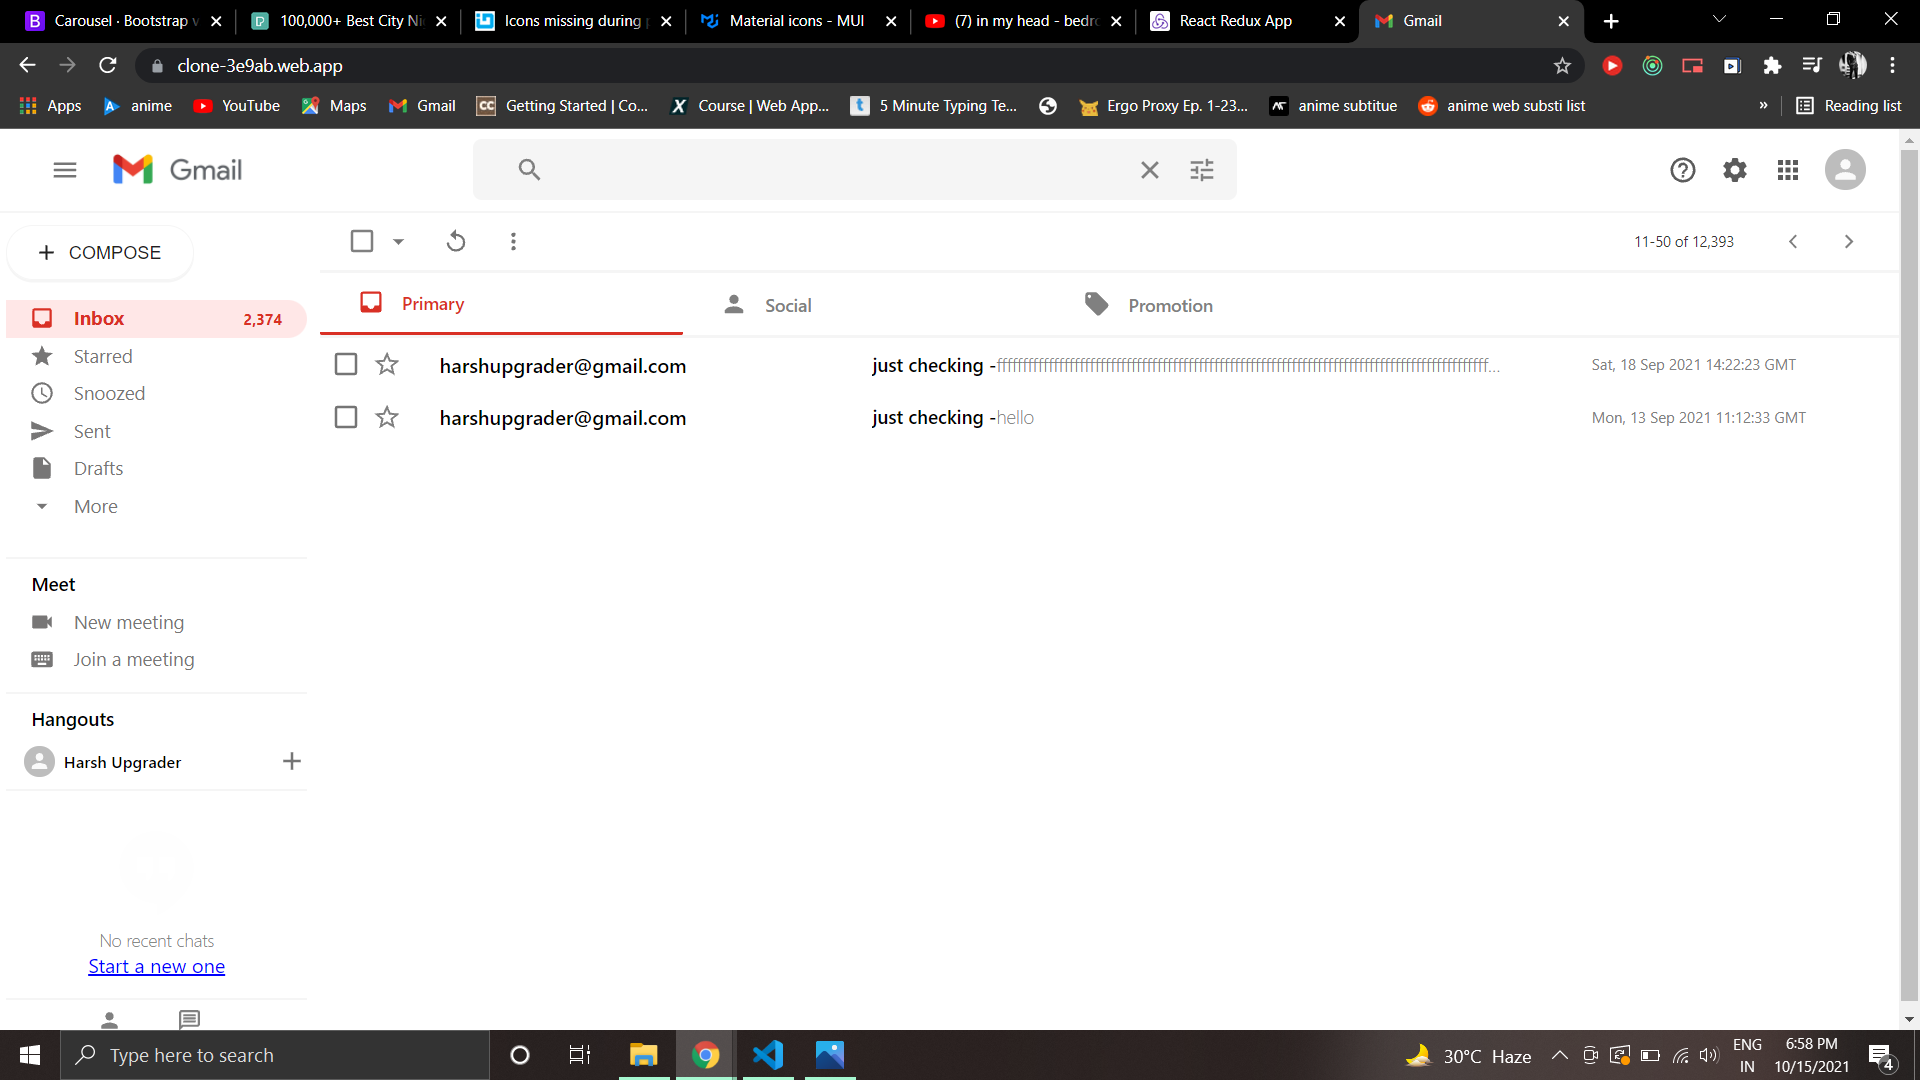 Carousel · Bootstrap v
100,000+ Best City Ni
Icons missing during p
Material icons - MUI
(7) in my head - bedro
React Redux App
Gmail
clone-3e9ab.web.app
Apps
anime
YouTube
Maps
Gmail
Getting Started | Co...
Course | Web App...
5 Minute Typing Te...
Ergo Proxy Ep. 1-23...
anime subtitue
anime web substi list
»
Reading list
Gmail
COMPOSE
11-50 of 12,393
Primary
Social
Promotion
Inbox 2,374
Starred
Snoozed
Sent
Drafts
More
harshupgrader@gmail.com just checking -ffffffffffffffffffffffffffffffffffffffffffffffffffffffffffffffffffffffffffffffffffffffffffffffffffffffff... Sat, 18 Sep 2021 14:22:23 GMT
harshupgrader@gmail.com just checking -hello Mon, 13 Sep 2021 11:12:33 GMT
Meet
New meeting
Join a meeting
Hangouts
Harsh Upgrader
No recent chats
Start a new one
Type here to search
30°C Haze
ENG
IN
6:58 PM
10/15/2021
4